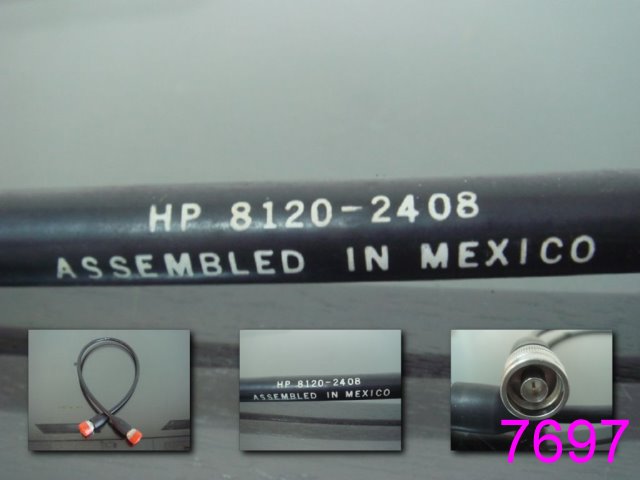 HP 8120-2408
ASSEMBLED IN MEXICO
HP 8120-2408
ASSEMBLED IN MEXICO
7697